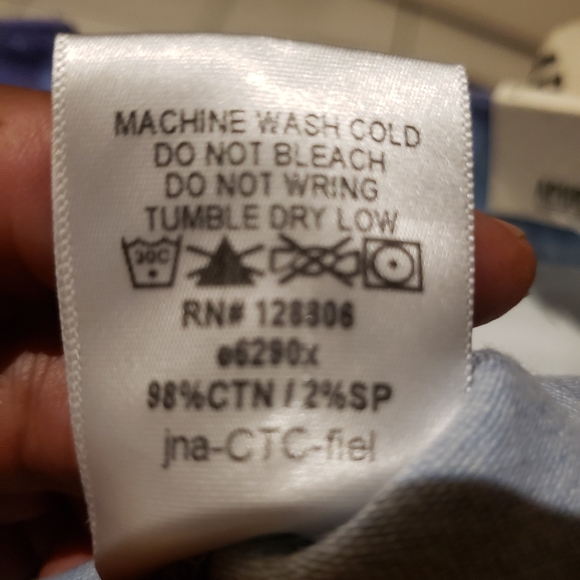 MACHINE WASH COLD
DO NOT BLEACH
DO NOT WRING
TUMBLE DRY LOW
30C
RN# 128806
e6290x
98%CTN / 2%SP
jna-CTC-fiel